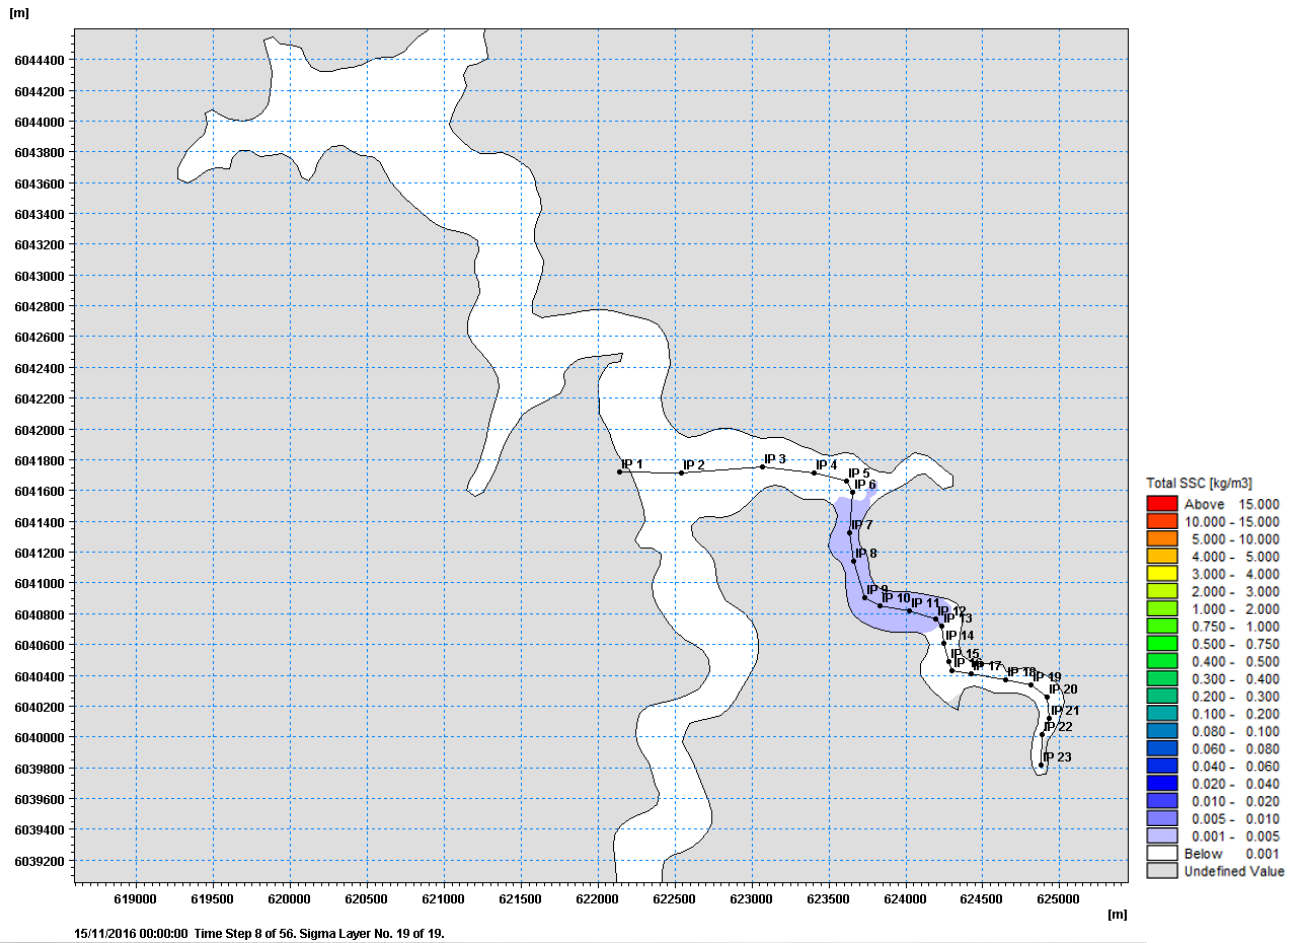 [m]
6044400
6044200
6044000
6043800
6043600
6043400
6043200
6043000
6042800
6042600
6042400
6042200
6042000
6041800
6041600
6041400
6041200
6041000
6040800
6040600
6040400
6040200
6040000
6039800
6039600
6039400
6039200
IP 1
IP 2
IP 3
IP 4
IP 5
IP 6
IP 7
IP 8
IP 9
IP 10
IP 11
IP 12
IP 13
IP 14
IP 15
IP 17
IP 18
IP 19
IP 20
IP 21
IP 22
IP 23
619000 619500 620000 620500 621000 621500 622000 622500 623000 623500 624000 624500 625000
[m]
15/11/2016 00:00:00 Time Step 8 of 56. Sigma Layer No. 19 of 19.
Total SSC [kg/m3]
Above 15.000
10.000 - 15.000
5.000 - 10.000
4.000 - 5.000
3.000 - 4.000
2.000 - 3.000
1.000 - 2.000
0.750 - 1.000
0.500 - 0.750
0.400 - 0.500
0.300 - 0.400
0.200 - 0.300
0.100 - 0.200
0.080 - 0.100
0.060 - 0.080
0.040 - 0.060
0.020 - 0.040
0.010 - 0.020
0.005 - 0.010
0.001 - 0.005
Below 0.001
Undefined Value